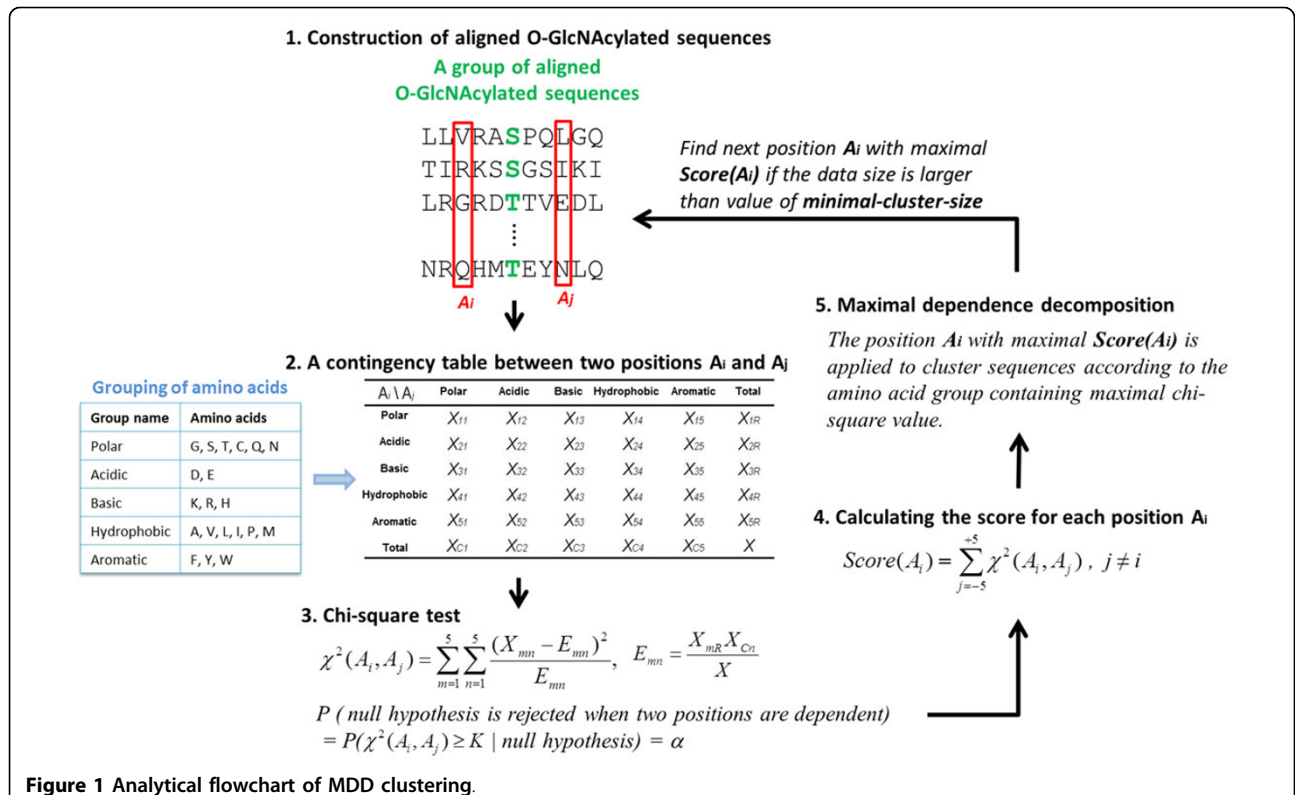 1. Construction of aligned O-GlcNAcylated sequences
A group of aligned
O-GlcNAcylated sequences
LLVRASPQLGQ
TIRKSSGSIKI
LRGRDTTVEDL
⋮
NRQHMTEYNLQ
Ai Aj
Find next position Ai with maximal
Score(Ai) if the data size is larger
than value of minimal-cluster-size
2. A contingency table between two positions Ai and Aj
Grouping of amino acids
Group name Amino acids
Polar G, S, T, C, Q, N
Acidic D, E
Basic K, R, H
Hydrophobic A, V, L, I, P, M
Aromatic F, Y, W
Ai \ Aj Polar Acidic Basic Hydrophobic Aromatic Total
Polar X11 X12 X13 X14 X15 X1R
Acidic X21 X22 X23 X24 X25 X2R
Basic X31 X32 X33 X34 X35 X3R
Hydrophobic X41 X42 X43 X44 X45 X4R
Aromatic X51 X52 X53 X54 X55 X5R
Total XC1 XC2 XC3 XC4 XC5 X
3. Chi-square test
χ²(Ai, Aj) = ∑m=1^5 ∑n=1^5 (Xmn − Emn)² / Emn, Emn = XmR XCn / X
P ( null hypothesis is rejected when two positions are dependent)
= P(χ²(Ai, Aj) ≥ K | null hypothesis) = α
4. Calculating the score for each position Ai
Score(Ai) = ∑j=−5^+5 χ²(Ai, Aj) , j ≠ i
5. Maximal dependence decomposition
The position Ai with maximal Score(Ai) is
applied to cluster sequences according to the
amino acid group containing maximal chi-
square value.
Figure 1 Analytical flowchart of MDD clustering.